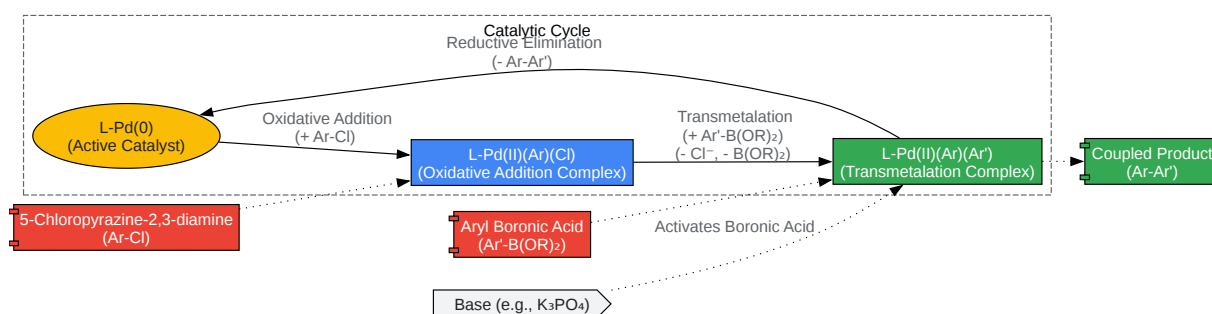 Catalytic Cycle
Reductive Elimination
(- Ar-Ar')
L-Pd(0)
(Active Catalyst)
Oxidative Addition
(+ Ar-Cl)
L-Pd(II)(Ar)(Cl)
(Oxidative Addition Complex)
Transmetalation
(+ Ar'-B(OR)₂)
(- Cl⁻, - B(OR)₂)
L-Pd(II)(Ar)(Ar')
(Transmetalation Complex)
Coupled Product
(Ar-Ar')
5-Chloropyrazine-2,3-diamine
(Ar-Cl)
Aryl Boronic Acid
(Ar'-B(OR)₂)
Activates Boronic Acid
Base (e.g., K₃PO₄)